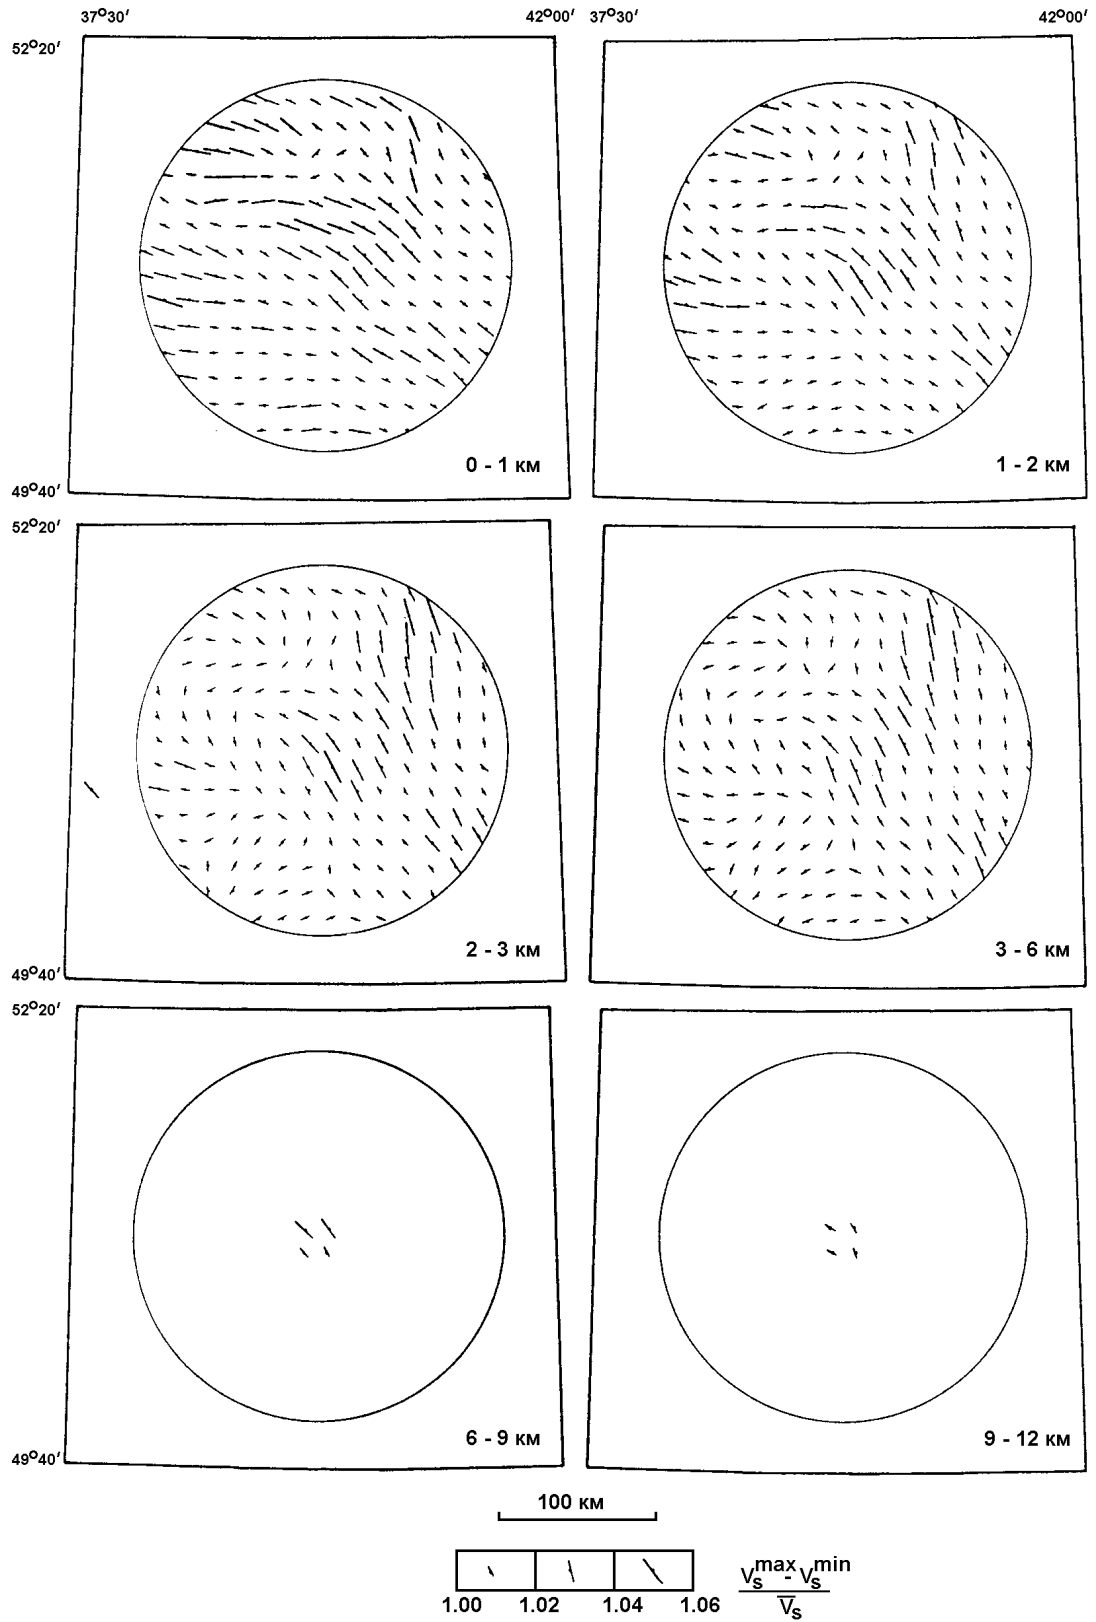 37°30′ 42°00′ 37°30′ 42°00′
52°20′
0 - 1 км 1 - 2 км
49°40′
52°20′
2 - 3 км 3 - 6 км
49°40′
52°20′
6 - 9 км 9 - 12 км
49°40′
100 км
1.00 1.02 1.04 1.06
V_S^max - V_S^min
V̅_S